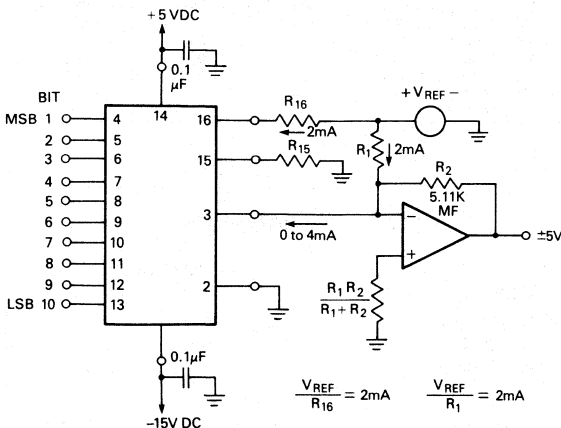 +5 VDC
0.1
µF
BIT
14
MSB 1 4
2 5
3 6
4 7
5 8
6 9
7 10
8 11
9 12
LSB 10 13
16
15
3
2
R16
2mA
R15
+VREF−
R1
2mA
R2
5.11K
MF
−
+
±5V
0 to 4mA
R1 R2
R1 + R2
0.1µF
−15V DC
VREF
R16
= 2mA
VREF
R1
= 2mA